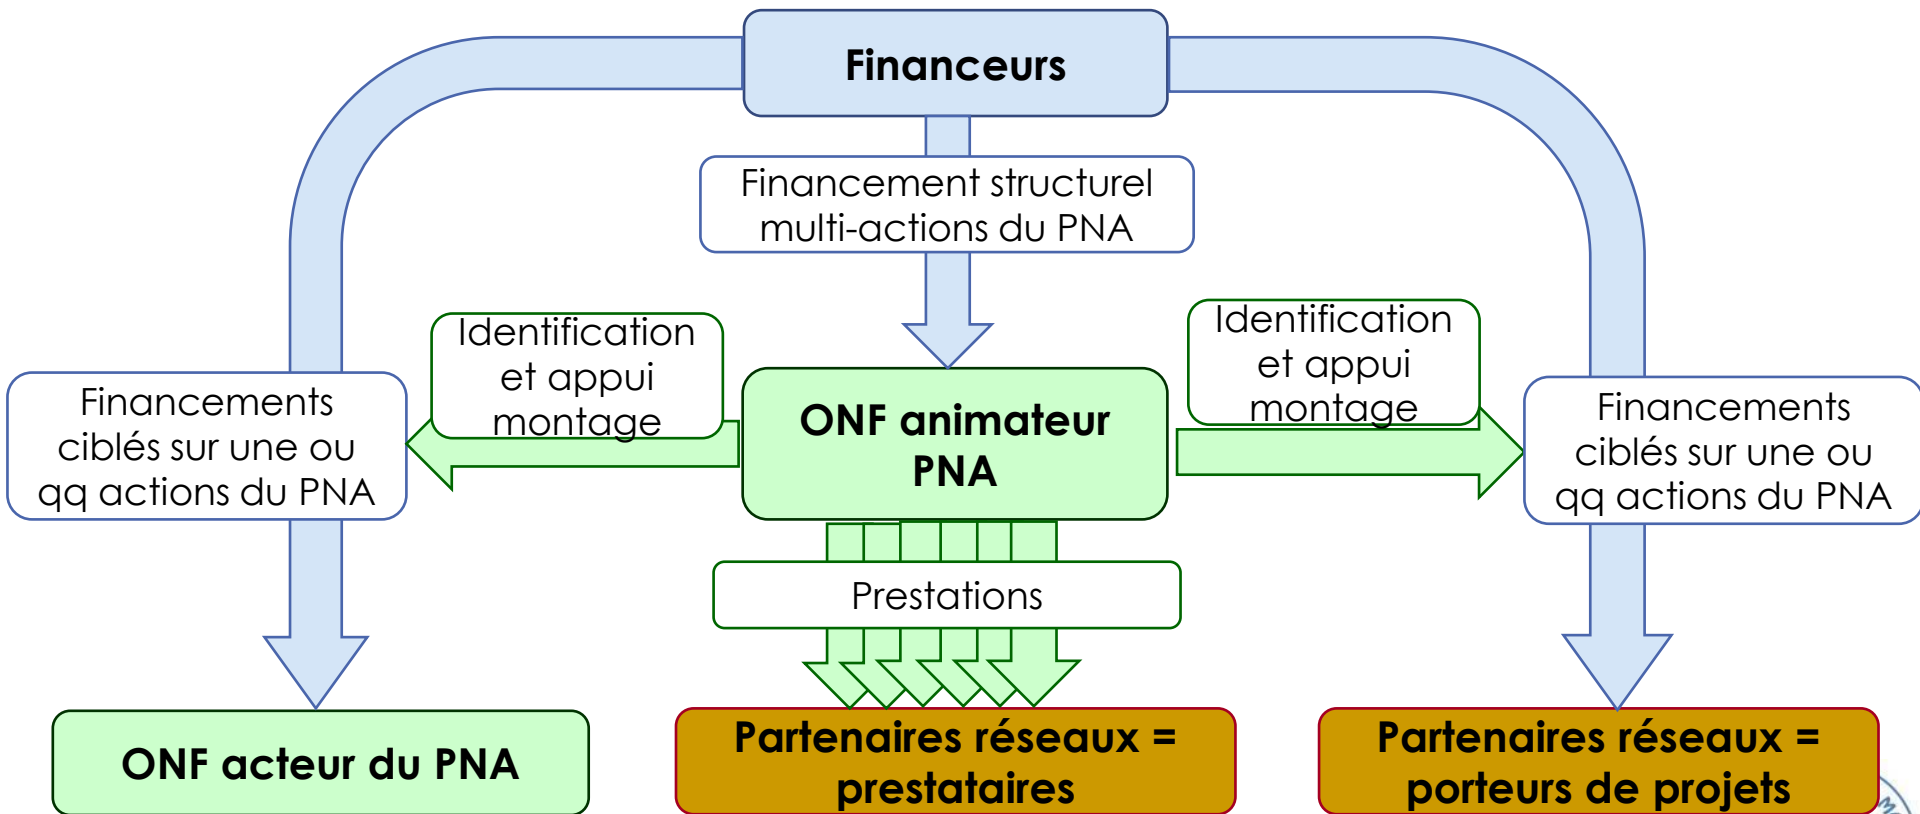 Financeurs
Financement structurel
multi-actions du PNA
Identification
et appui
montage
Identification
et appui
montage
Financements
ciblés sur une ou
qq actions du PNA
ONF animateur
PNA
Financements
ciblés sur une ou
qq actions du PNA
Prestations
ONF acteur du PNA
Partenaires réseaux =
prestataires
Partenaires réseaux =
porteurs de projets